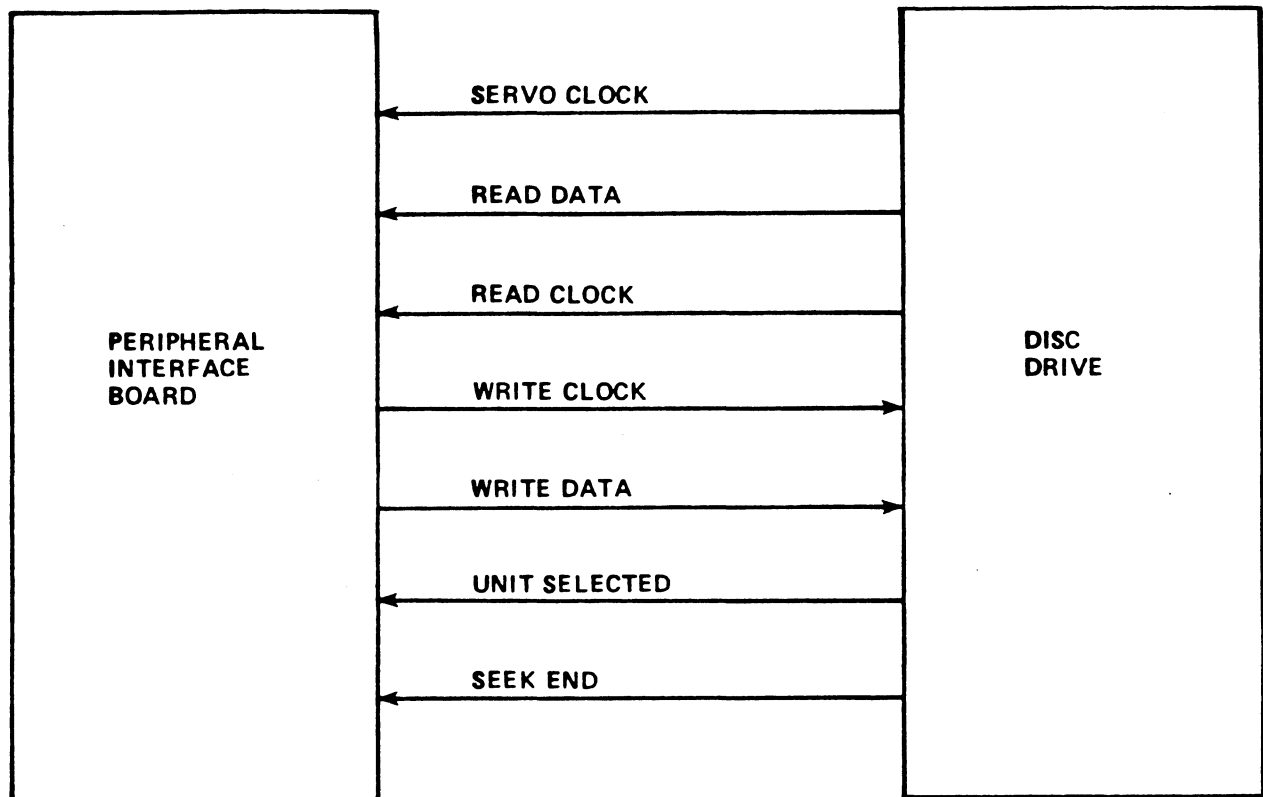 SERVO CLOCK
READ DATA
READ CLOCK
PERIPHERAL
INTERFACE
BOARD
DISC
DRIVE
WRITE CLOCK
WRITE DATA
UNIT SELECTED
SEEK END